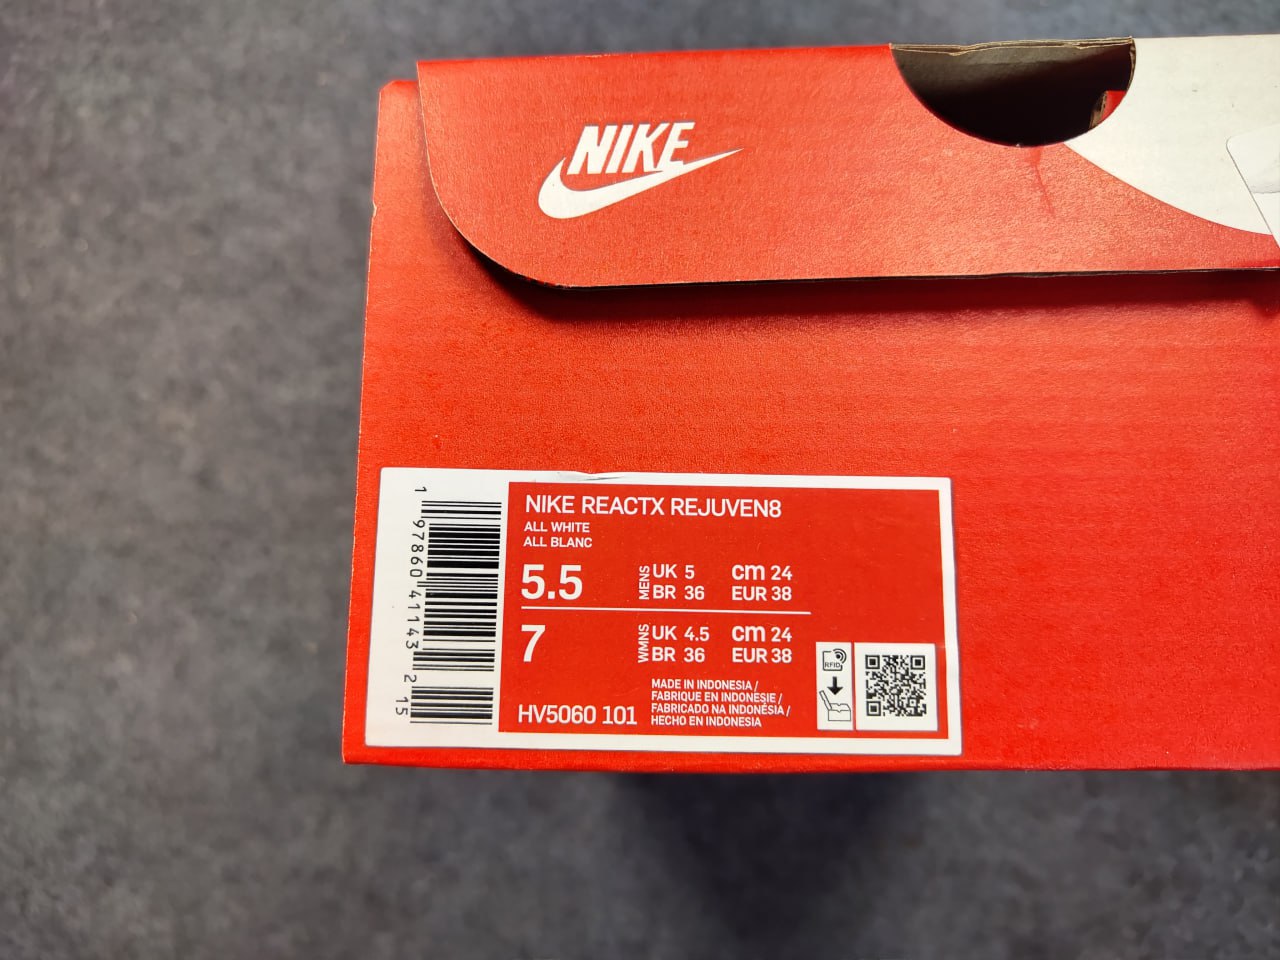 NIKE
NIKE REACTX REJUVEN8
ALL WHITE
ALL BLANC
5.5 MENS UK 5 cm 24
BR 36 EUR 38
7 WMNS UK 4.5 cm 24
BR 36 EUR 38
HV5060 101
MADE IN INDONESIA /
FABRIQUE EN INDONESIE /
FABRICADO NA INDONÉSIA /
HECHO EN INDONESIA
RFID
1 97860 41143 2 15